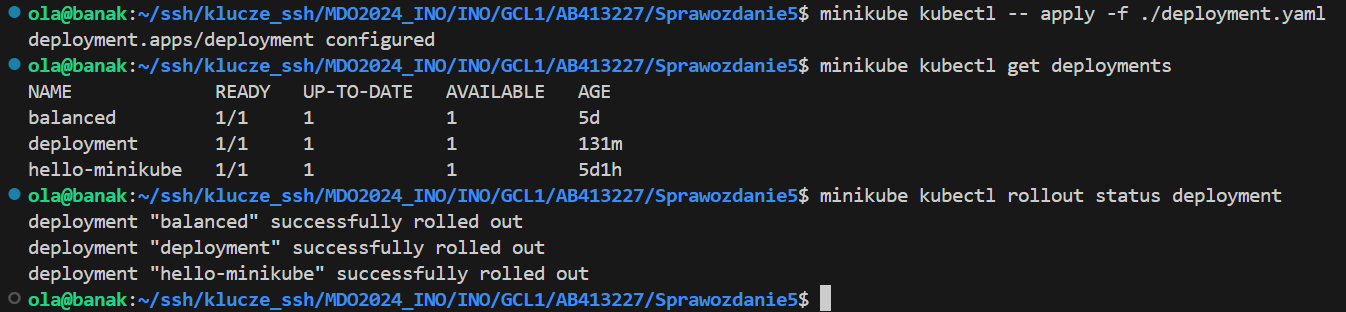 ola@banak:~/ssh/klucze_ssh/MDO2024_INO/INO/GCL1/AB413227/Sprawozdanie5$ minikube kubectl -- apply -f ./deployment.yaml
deployment.apps/deployment configured
ola@banak:~/ssh/klucze_ssh/MDO2024_INO/INO/GCL1/AB413227/Sprawozdanie5$ minikube kubectl get deployments
NAME             READY   UP-TO-DATE   AVAILABLE   AGE
balanced         1/1     1            1           5d
deployment       1/1     1            1           131m
hello-minikube   1/1     1            1           5d1h
ola@banak:~/ssh/klucze_ssh/MDO2024_INO/INO/GCL1/AB413227/Sprawozdanie5$ minikube kubectl rollout status deployment
deployment "balanced" successfully rolled out
deployment "deployment" successfully rolled out
deployment "hello-minikube" successfully rolled out
ola@banak:~/ssh/klucze_ssh/MDO2024_INO/INO/GCL1/AB413227/Sprawozdanie5$